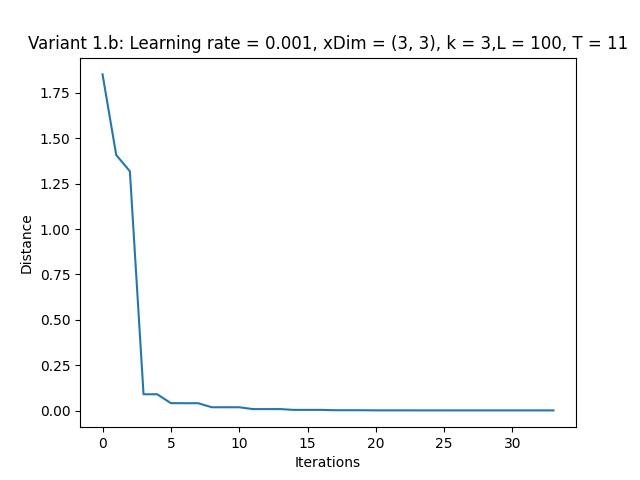 Variant 1.b: Learning rate = 0.001, xDim = (3, 3), k = 3,L = 100, T = 11
1.75
1.50
1.25
1.00
0.75
0.50
0.25
0.00
Distance
0 5 10 15 20 25 30
Iterations